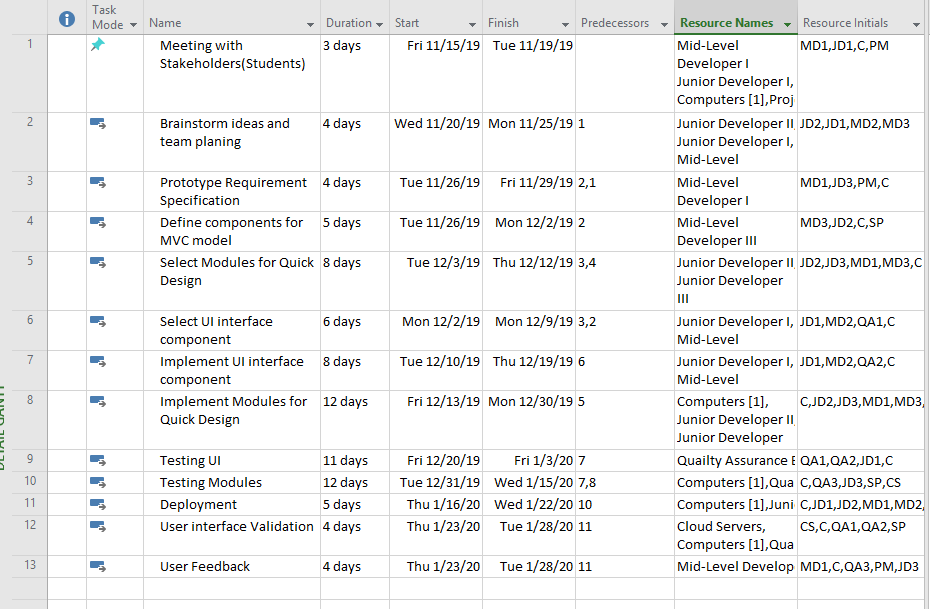 Task
Mode Name Duration Start Finish Predecessors Resource Names Resource Initials
1 Meeting with 3 days Fri 11/15/19 Tue 11/19/19 Mid-Level MD1,JD1,C,PM
Stakeholders(Students) Developer I
Junior Developer I,
Computers [1],Proj
2 Brainstorm ideas and 4 days Wed 11/20/19 Mon 11/25/19 1 Junior Developer II, JD2,JD1,MD2,MD3
team planing Junior Developer I,
Mid-Level
3 Prototype Requirement 4 days Tue 11/26/19 Fri 11/29/19 2,1 Mid-Level MD1,JD3,PM,C
Specification Developer I
4 Define components for 5 days Tue 11/26/19 Mon 12/2/19 2 Mid-Level MD3,JD2,C,SP
MVC model Developer III
5 Select Modules for Quick 8 days Tue 12/3/19 Thu 12/12/19 3,4 Junior Developer II, JD2,JD3,MD1,MD3,C
Design Junior Developer
III
6 Select UI interface 6 days Mon 12/2/19 Mon 12/9/19 3,2 Junior Developer I, JD1,MD2,QA1,C
component Mid-Level
7 Implement UI interface 8 days Tue 12/10/19 Thu 12/19/19 6 Junior Developer I, JD1,MD2,QA2,C
component Mid-Level
8 Implement Modules for 12 days Fri 12/13/19 Mon 12/30/19 5 Computers [1], C,JD2,JD3,MD1,MD3,
Quick Design Junior Developer II,
Junior Developer
9 Testing UI 11 days Fri 12/20/19 Fri 1/3/20 7 Quailty Assurance E QA1,QA2,JD1,C
10 Testing Modules 12 days Tue 12/31/19 Wed 1/15/20 7,8 Computers [1],Qua C,QA3,JD3,SP,CS
11 Deployment 5 days Thu 1/16/20 Wed 1/22/20 10 Computers [1],Juni C,JD1,JD2,MD1,MD2,
12 User interface Validation 4 days Thu 1/23/20 Tue 1/28/20 11 Cloud Servers, CS,C,QA1,QA2,SP
Computers [1],Qua
13 User Feedback 4 days Thu 1/23/20 Tue 1/28/20 11 Mid-Level Develop MD1,C,QA3,PM,JD3